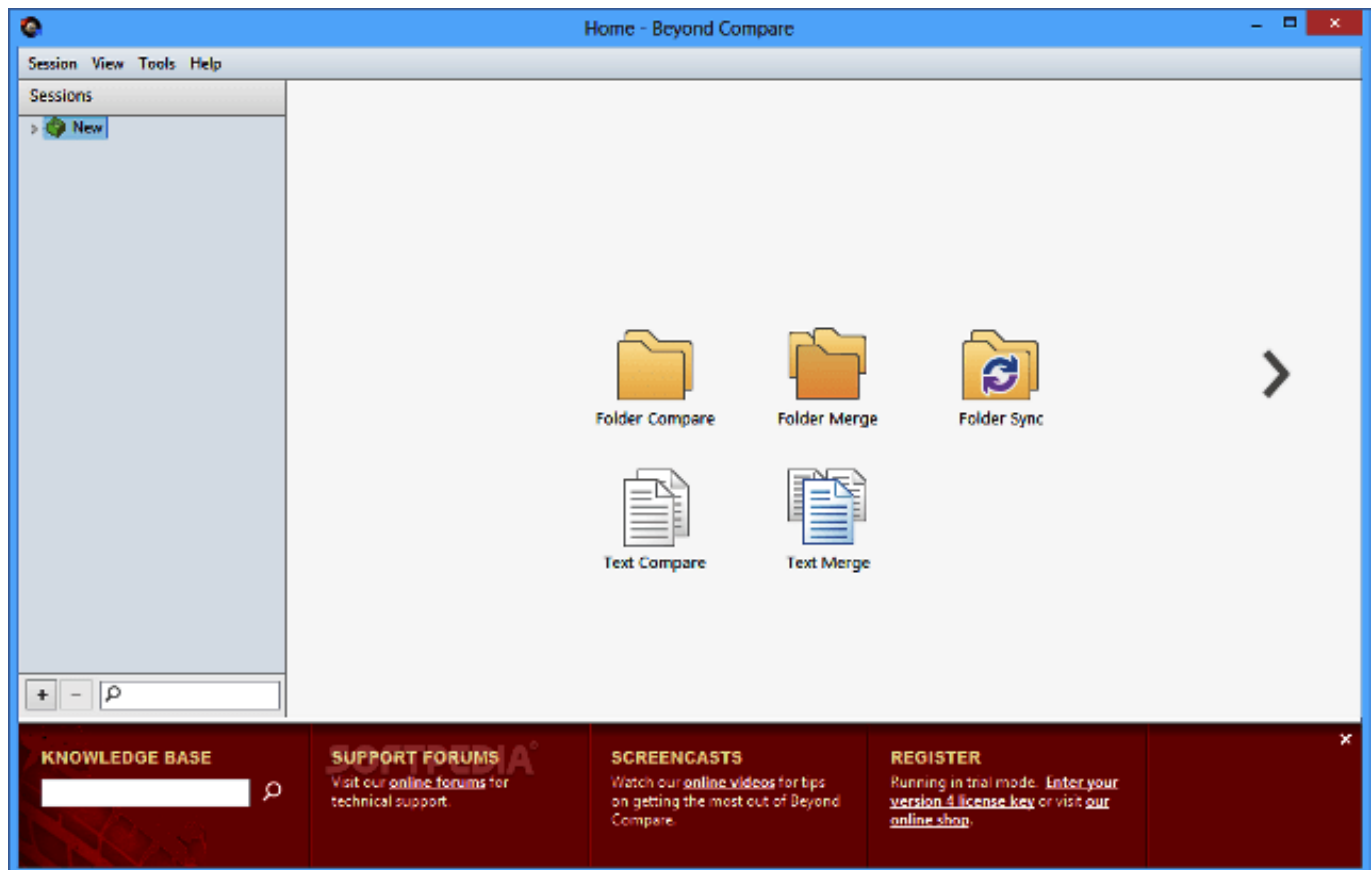 Home - Beyond Compare
Session View Tools Help
Sessions
New
Folder Compare
Folder Merge
Folder Sync
Text Compare
Text Merge
KNOWLEDGE BASE
SUPPORT FORUMS
SOFTPEDIA®
Visit our online forums for
technical support.
SCREENCASTS
Watch our online videos for tips
on getting the most out of Beyond
Compare.
REGISTER
Running in trial mode. Enter your
version 4 license key or visit our
online shop.